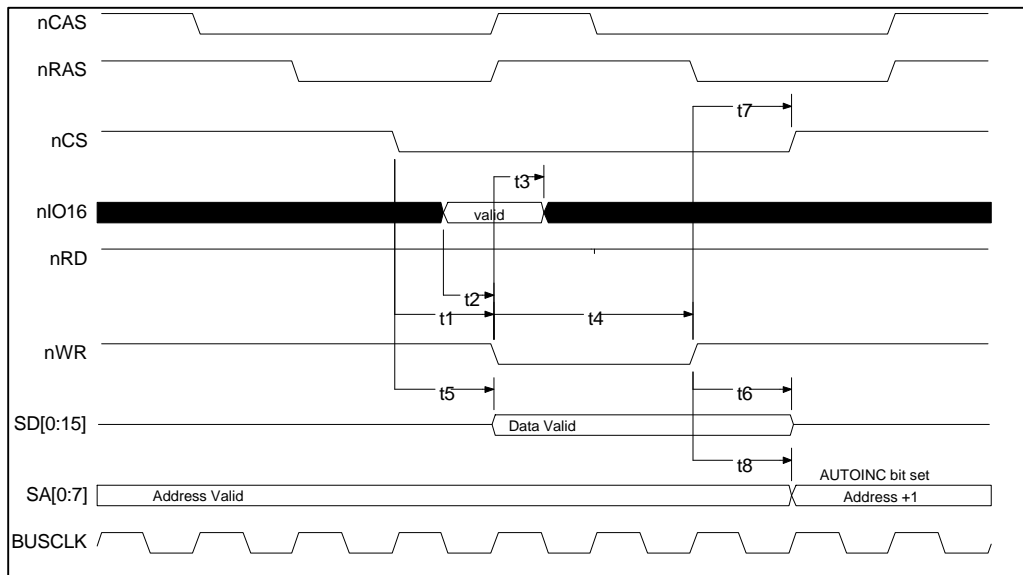 nCAS
nRAS
t7
nCS
t3
nIO16
valid
nRD
t2
t1
t4
nWR
t5
t6
SD[0:15]
Data Valid
t8
AUTOINC bit set
SA[0:7]
Address Valid
Address +1
BUSCLK